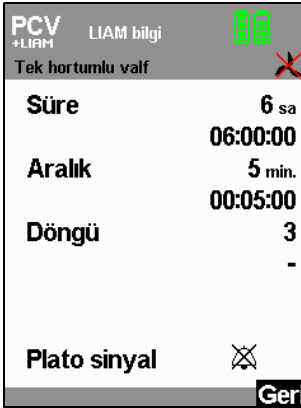 PCV LIAM bilgi
+LIAM
Tek hortumlu valf
Süre 6 sa
06:00:00
Aralık 5 min.
00:05:00
Döngü 3
-
Plato sinyal
Geri